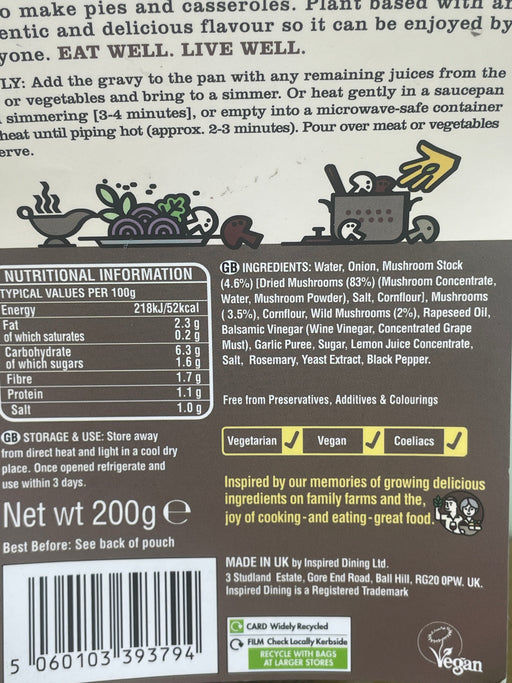 o make pies and casseroles. Plant based with an
entic and delicious flavour so it can be enjoyed by
yone. EAT WELL. LIVE WELL.
LY: Add the gravy to the pan with any remaining juices from the
or vegetables and bring to a simmer. Or heat gently in a saucepan
simmering [3-4 minutes], or empty into a microwave-safe container
heat until piping hot (approx. 2-3 minutes). Pour over meat or vegetables
erve.
NUTRITIONAL INFORMATION
TYPICAL VALUES PER 100g
Energy 218kJ/52kcal
Fat 2.3 g
of which saturates 0.2 g
Carbohydrate 6.3 g
of which sugars 1.6 g
Fibre 1.7 g
Protein 1.1 g
Salt 1.0 g
GB STORAGE & USE: Store away
from direct heat and light in a cool dry
place. Once opened refrigerate and
use within 3 days.
Net wt 200g e
Best Before: See back of pouch
5 060103 393794
GB INGREDIENTS: Water, Onion, Mushroom Stock
(4.6%) [Dried Mushrooms (83%) (Mushroom Concentrate,
Water, Mushroom Powder), Salt, Cornflour], Mushrooms
( 3.5%), Cornflour, Wild Mushrooms (2%), Rapeseed Oil,
Balsamic Vinegar (Wine Vinegar, Concentrated Grape
Must), Garlic Puree, Sugar, Lemon Juice Concentrate,
Salt, Rosemary, Yeast Extract, Black Pepper.
Free from Preservatives, Additives & Colourings
Vegetarian ✓ Vegan ✓ Coeliacs ✓
Inspired by our memories of growing delicious
ingredients on family farms and the,
joy of cooking-and eating-great food.
MADE IN UK by Inspired Dining Ltd.
3 Studland Estate, Gore End Road, Ball Hill, RG20 0PW. UK.
Inspired Dining is a Registered Trademark
CARD Widely Recycled
FILM Check Locally Kerbside
RECYCLE WITH BAGS
AT LARGER STORES
Vegan